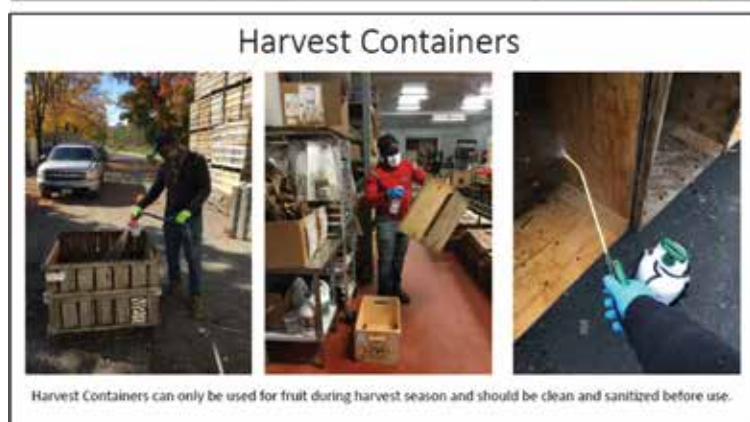 Harvest Containers
Harvest Containers can only be used for fruit during harvest season and should be clean and sanitized before use.